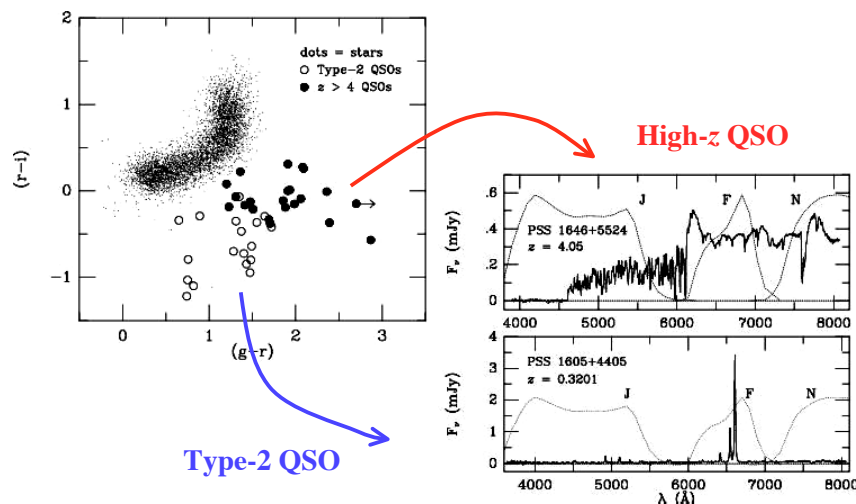 dots = stars
Type-2 QSOs
z > 4 QSOs
2
1
0
-1
(r-i)
0
1
2
3
(g-r)
High-z QSO
Type-2 QSO
.6
.4
.2
0
F_ν (mJy)
J
F
N
PSS 1646+5524
z = 4.05
4000
5000
6000
7000
8000
4
3
2
1
0
F_ν (mJy)
PSS 1605+4405
z = 0.3201
J
F
N
4000
5000
6000
7000
8000
λ (Å)